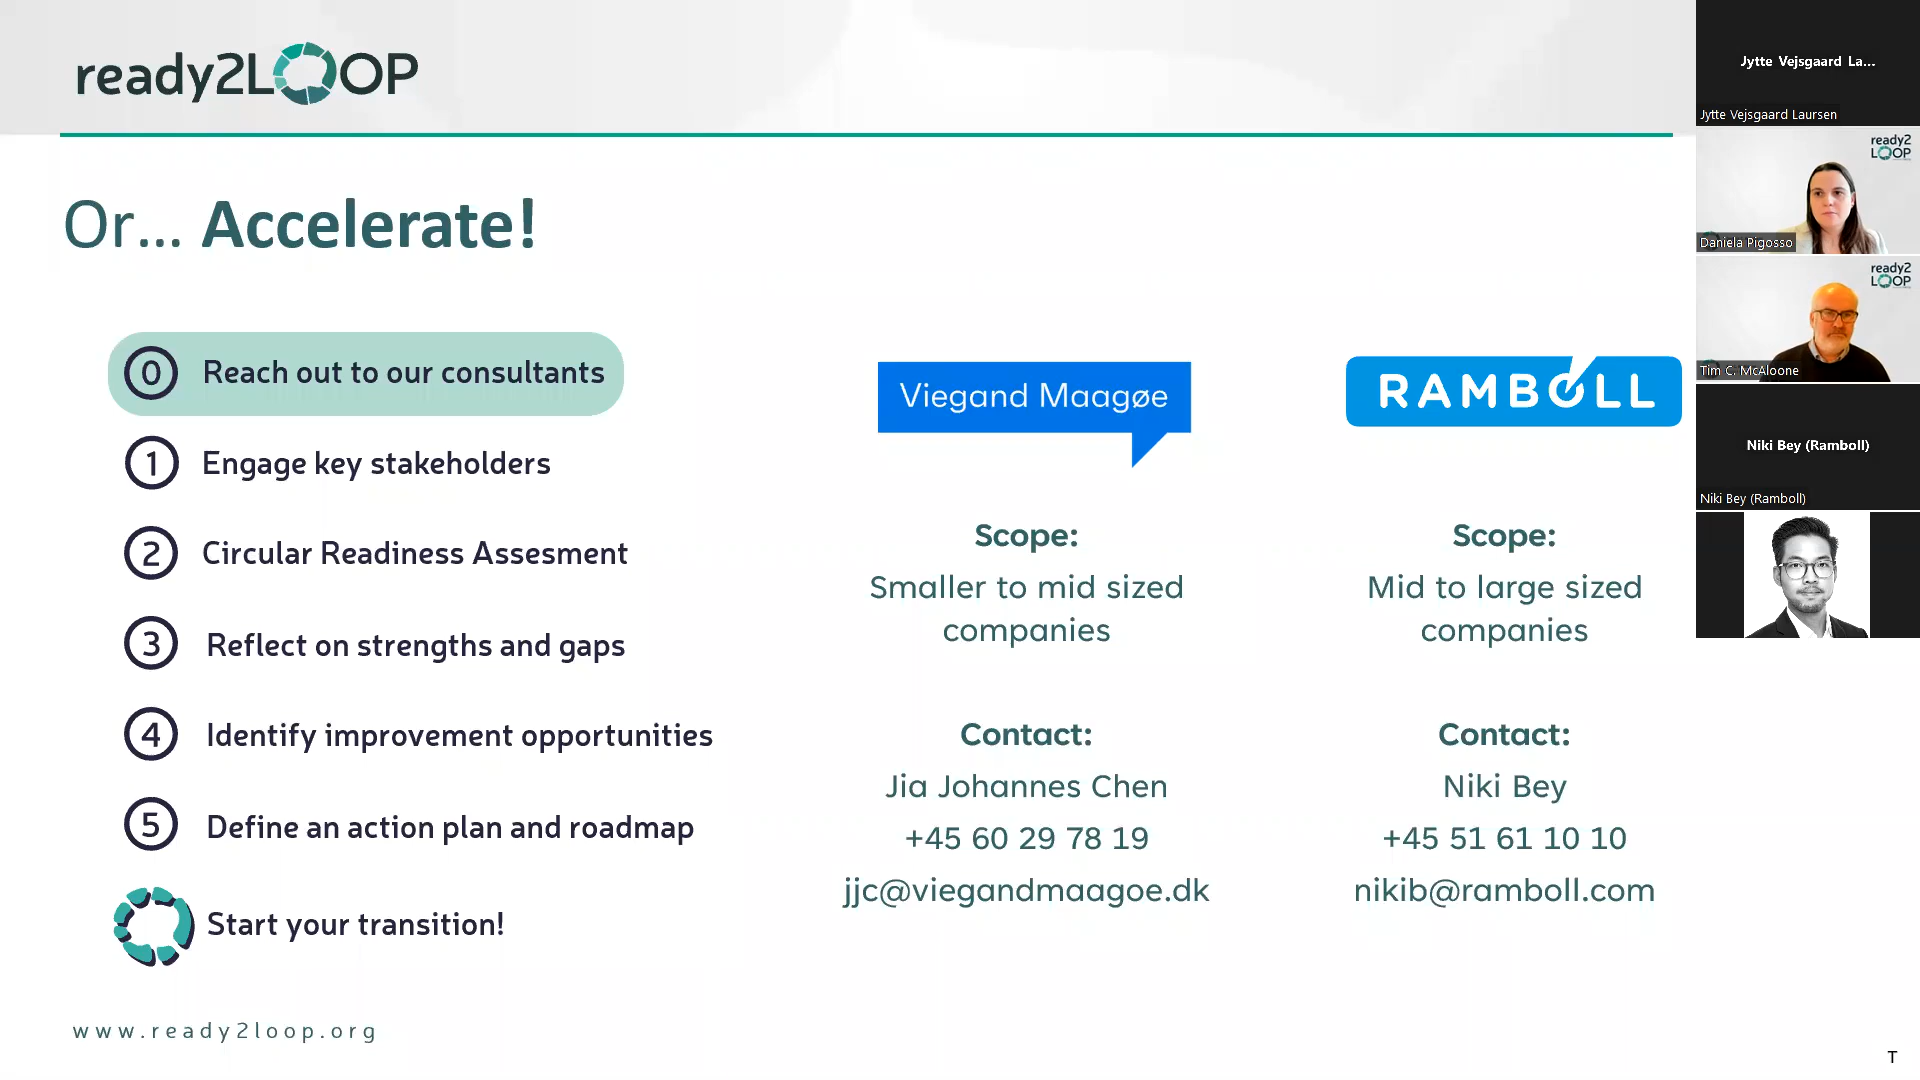 ready2LOOP
Or... Accelerate!
0 Reach out to our consultants
1 Engage key stakeholders
2 Circular Readiness Assesment
3 Reflect on strengths and gaps
4 Identify improvement opportunities
5 Define an action plan and roadmap
Start your transition!
www.ready2loop.org
Viegand Maagøe
Scope:
Smaller to mid sized
companies
Contact:
Jia Johannes Chen
+45 60 29 78 19
jjc@viegandmaagoe.dk
RAMBOLL
Scope:
Mid to large sized
companies
Contact:
Niki Bey
+45 51 61 10 10
nikib@ramboll.com
Jytte Vejsgaard La...
Jytte Vejsgaard Laursen
ready2
LOOP
Daniela Pigosso
ready2
LOOP
Tim C. McAloone
Niki Bey (Ramboll)
Niki Bey (Ramboll)
T